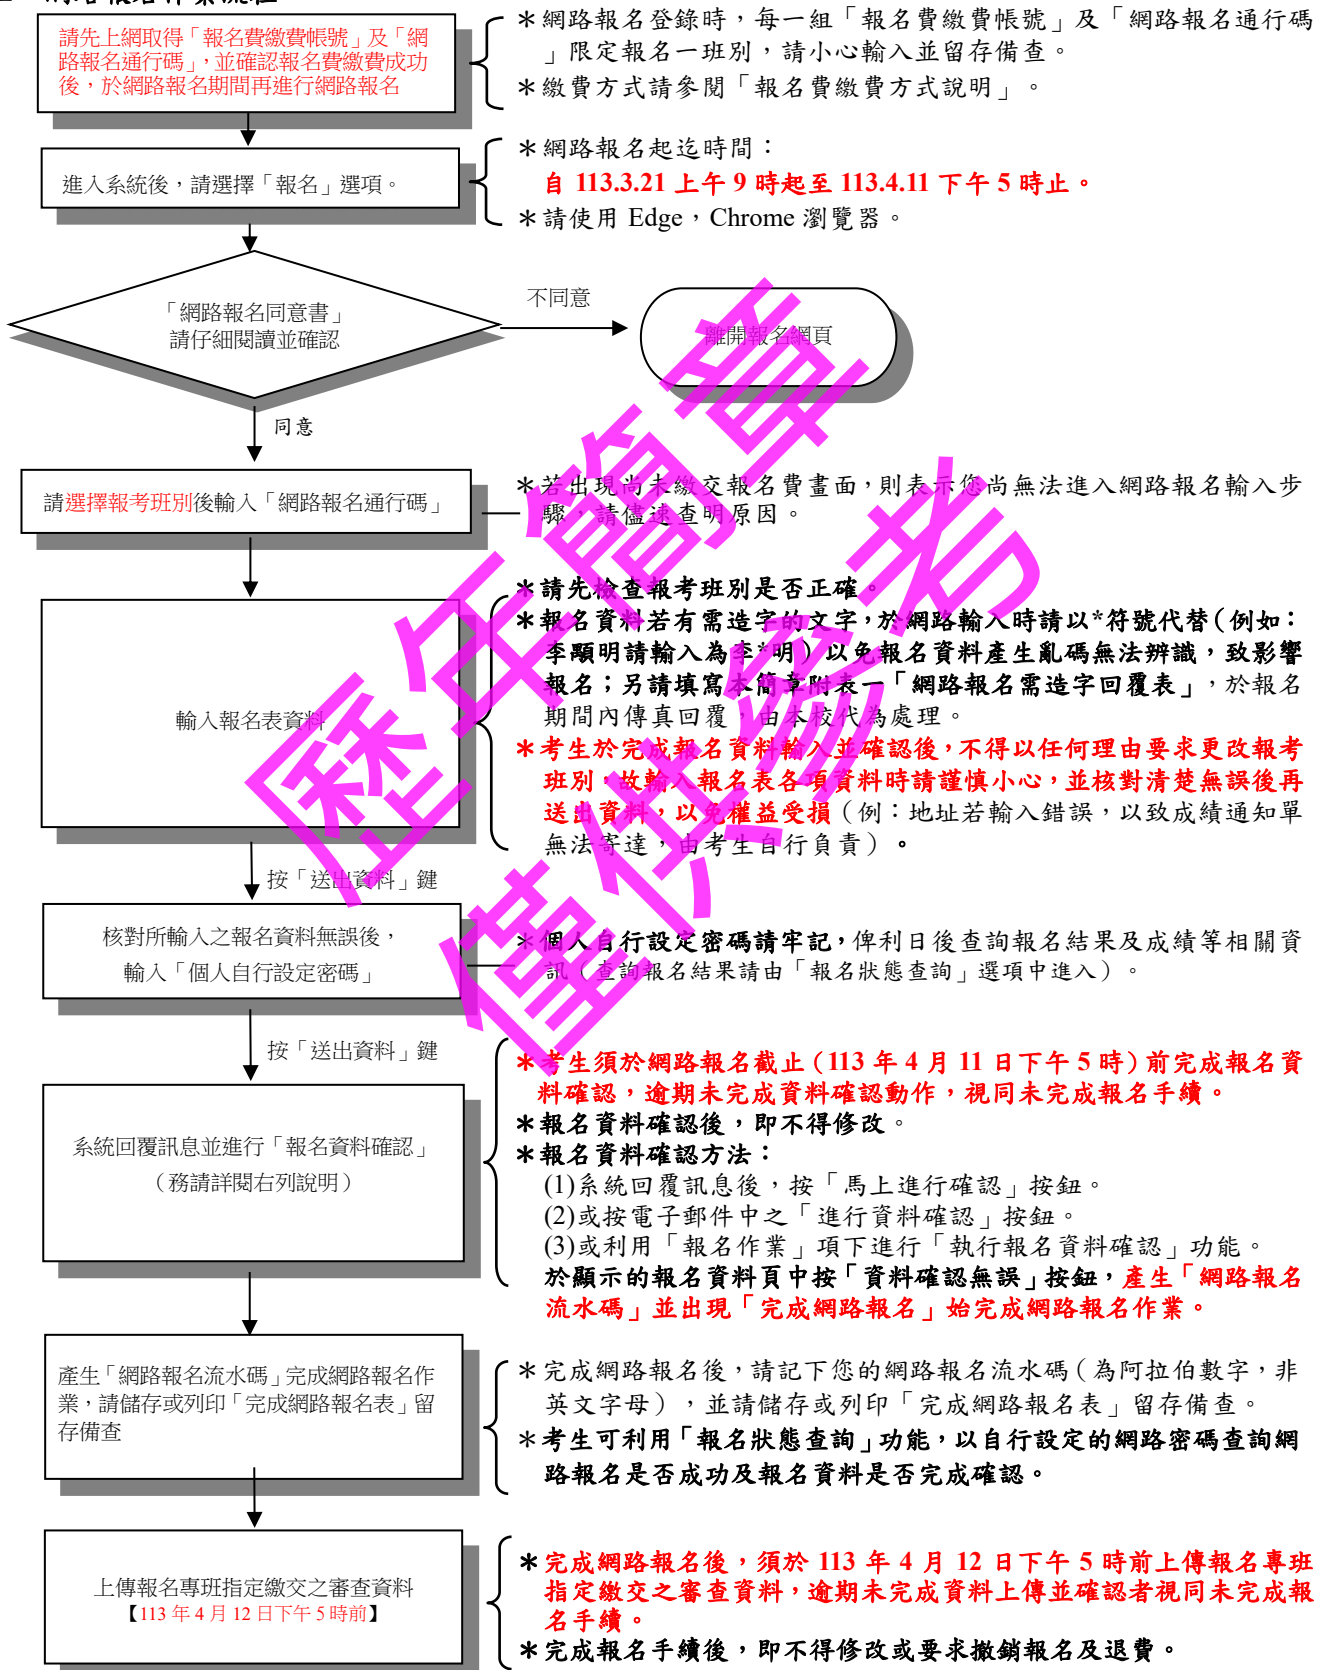 請先上網取得「報名費繳費帳號」及「網
路報名通行碼」,並確認報名費繳費成功
後,於網路報名期間再進行網路報名
＊網路報名登錄時,每一組「報名費繳費帳號」及「網路報名通行碼
」限定報名一班別,請小心輸入並留存備查。
＊繳費方式請參閱「報名費繳費方式說明」。
進入系統後,請選擇「報名」選項。
＊網路報名起迄時間:
自 113.3.21 上午 9 時起至 113.4.11 下午 5 時止。
＊請使用 Edge,Chrome 瀏覽器。
「網路報名同意書」
請仔細閱讀並確認
不同意
離開報名網頁
同意
請選擇報考班別後輸入「網路報名通行碼」
＊若出現尚未繳交報名費畫面,則表示您尚無法進入網路報名輸入步
驟,請儘速查明原因。
輸入報名表資料
＊請先檢查報考班別是否正確。
＊報名資料若有需造字的文字,於網路輸入時請以*符號代替(例如:
李顯明請輸入為李*明)以免報名資料產生亂碼無法辨識,致影響
報名;另請填寫本簡章附表一「網路報名需造字回覆表」,於報名
期間內傳真回覆,由本校代為處理。
＊考生於完成報名資料輸入並確認後,不得以任何理由要求更改報考
班別,故輸入報名表各項資料時請謹慎小心,並核對清楚無誤後再
送出資料,以免權益受損(例:地址若輸入錯誤,以致成績通知單
無法寄達,由考生自行負責)。
按「送出資料」鍵
核對所輸入之報名資料無誤後,
輸入「個人自行設定密碼」
＊個人自行設定密碼請牢記,俾利日後查詢報名結果及成績等相關資
訊(查詢報名結果請由「報名狀態查詢」選項中進入)。
按「送出資料」鍵
系統回覆訊息並進行「報名資料確認」
(務請詳閱右列說明)
＊考生須於網路報名截止(113 年 4 月 11 日下午 5 時)前完成報名資
料確認,逾期未完成資料確認動作,視同未完成報名手續。
＊報名資料確認後,即不得修改。
＊報名資料確認方法:
(1)系統回覆訊息後,按「馬上進行確認」按鈕。
(2)或按電子郵件中之「進行資料確認」按鈕。
(3)或利用「報名作業」項下進行「執行報名資料確認」功能。
於顯示的報名資料頁中按「資料確認無誤」按鈕,產生「網路報名
流水碼」並出現「完成網路報名」始完成網路報名作業。
產生「網路報名流水碼」完成網路報名作
業,請儲存或列印「完成網路報名表」留
存備查
＊完成網路報名後,請記下您的網路報名流水碼(為阿拉伯數字,非
英文字母),並請儲存或列印「完成網路報名表」留存備查。
＊考生可利用「報名狀態查詢」功能,以自行設定的網路密碼查詢網
路報名是否成功及報名資料是否完成確認。
上傳報名專班指定繳交之審查資料
【113 年 4 月 12 日下午 5 時前】
＊完成網路報名後,須於 113 年 4 月 12 日下午 5 時前上傳報名專班
指定繳交之審查資料,逾期未完成資料上傳並確認者視同未完成報
名手續。
＊完成報名手續後,即不得修改或要求撤銷報名及退費。
歷年簡章
僅供參考